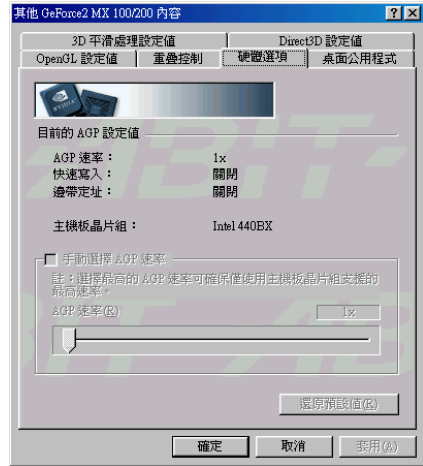 其他 GeForce2 MX 100/200 內容
3D 平滑處理設定值 Direct3D 設定值
OpenGL 設定值 重疊控制 硬體選項 桌面公用程式
NVIDIA
目前的 AGP 設定值
AGP 速率： 1x
快速寫入： 關閉
邊帶定址： 關閉
主機板晶片組： Intel 440BX
手動選擇 AGP 速率
註：選擇最高的 AGP 速率可確保僅使用主機板晶片組支援的
最高速率。
AGP 速率(R) 1x
還原預設值(R)
確定 取消 套用(A)
ABIT